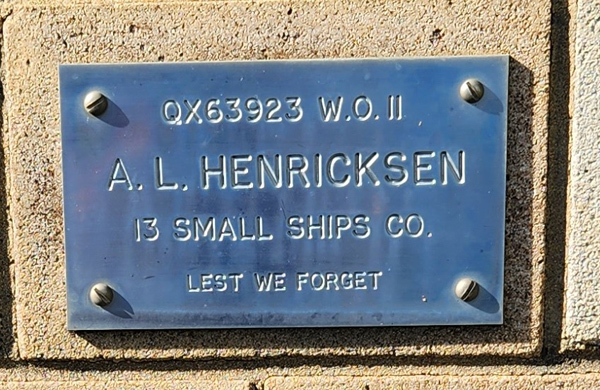 QX63923 W.O.II
A. L. HENRICKSEN
13 SMALL SHIPS CO.
LEST WE FORGET